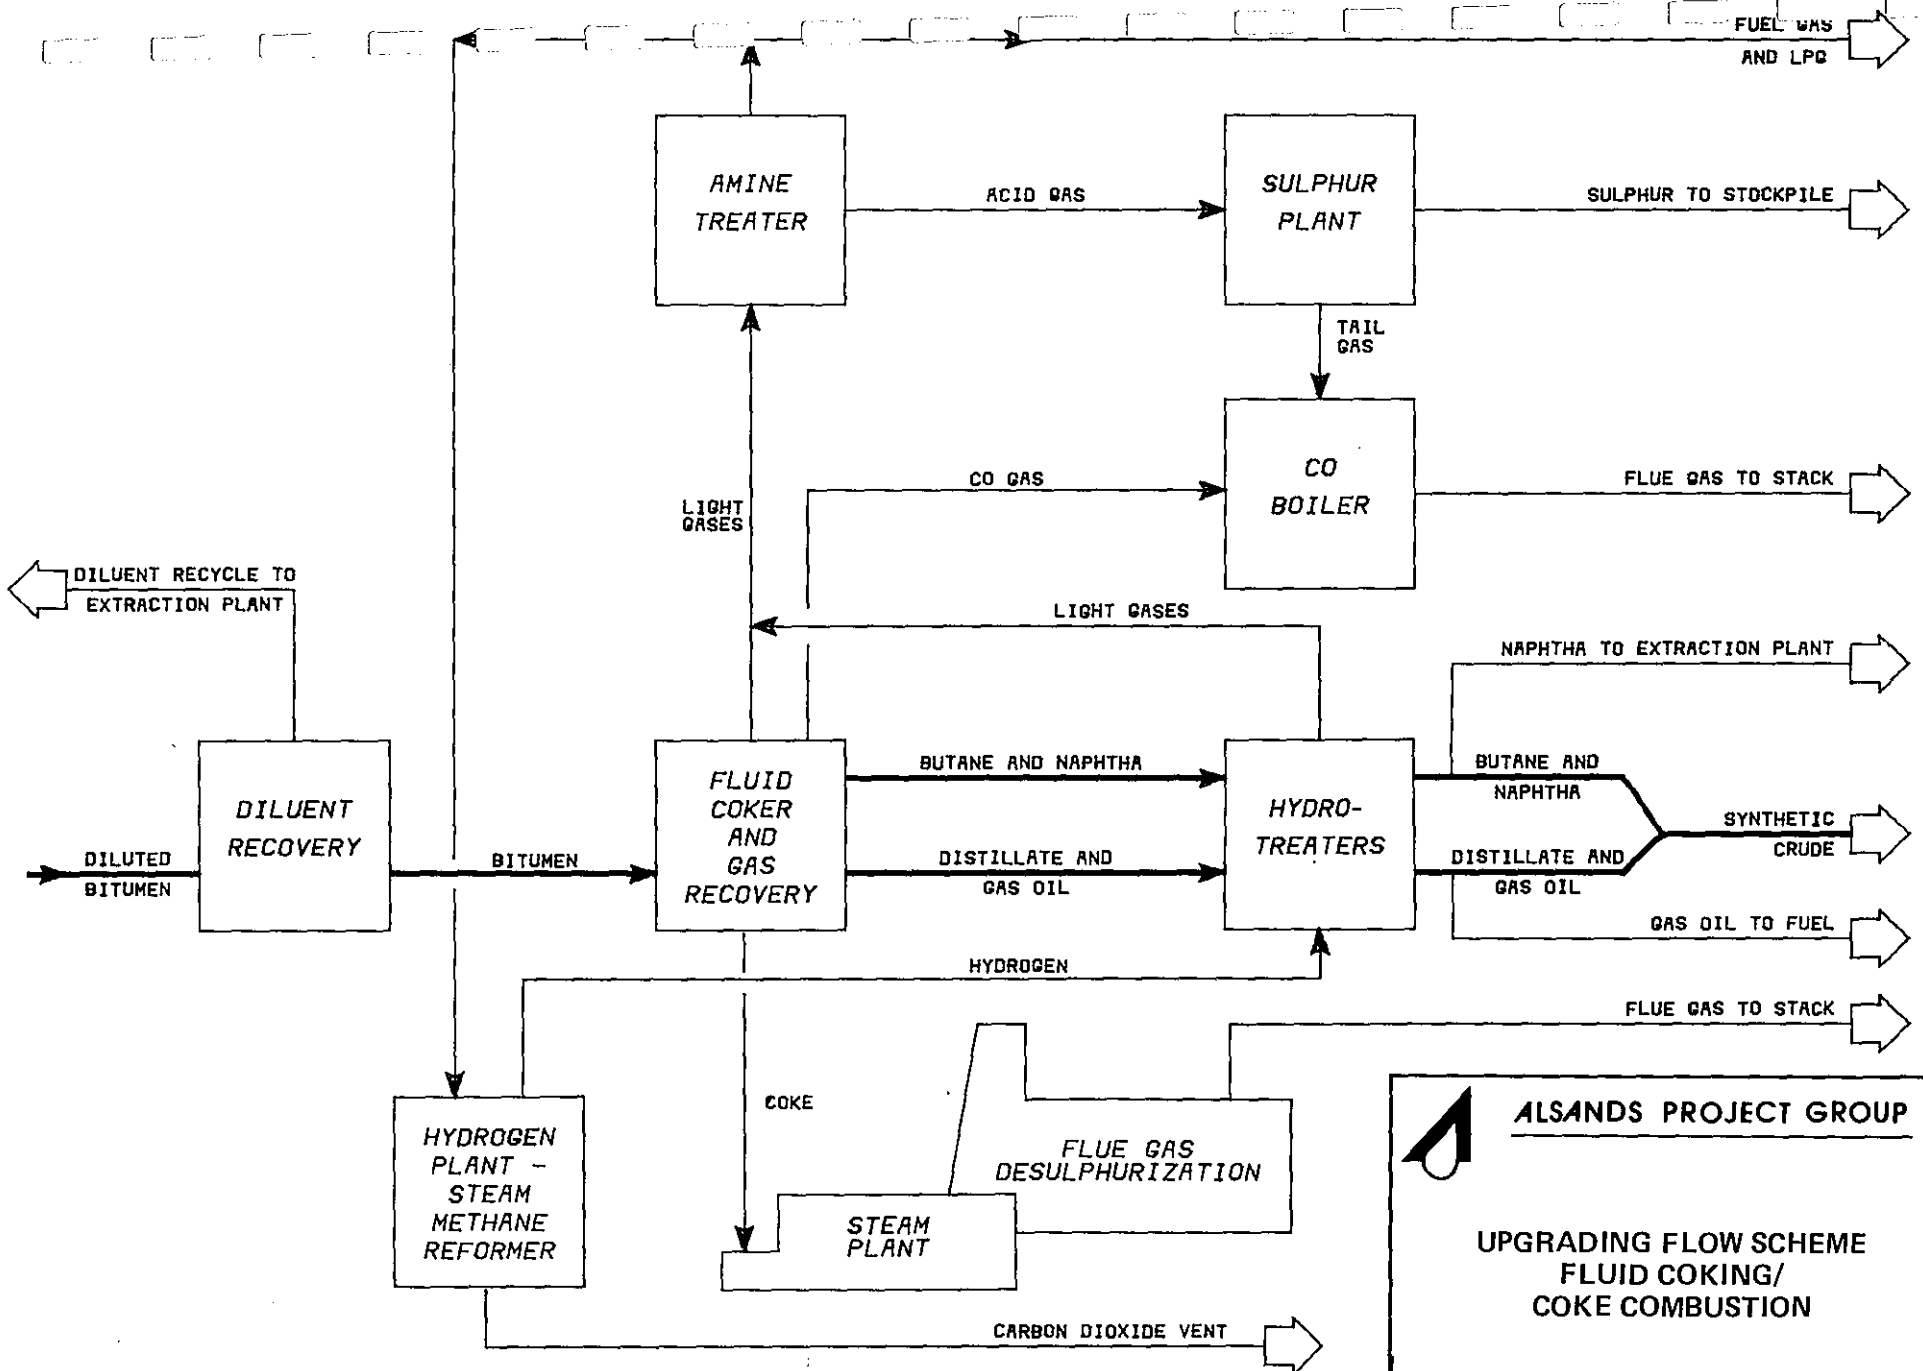 FUEL GAS
AND LPG
AMINE
TREATER
ACID GAS
SULPHUR
PLANT
SULPHUR TO STOCKPILE
TAIL
GAS
LIGHT
GASES
CO GAS
CO
BOILER
FLUE GAS TO STACK
DILUENT RECYCLE TO
EXTRACTION PLANT
LIGHT GASES
NAPHTHA TO EXTRACTION PLANT
DILUTED
BITUMEN
DILUENT
RECOVERY
BITUMEN
FLUID
COKER
AND
GAS
RECOVERY
BUTANE AND NAPHTHA
DISTILLATE AND
GAS OIL
HYDRO-
TREATERS
BUTANE AND
NAPHTHA
DISTILLATE AND
GAS OIL
SYNTHETIC
CRUDE
GAS OIL TO FUEL
HYDROGEN
FLUE GAS TO STACK
COKE
HYDROGEN
PLANT -
STEAM
METHANE
REFORMER
FLUE GAS
DESULPHURIZATION
STEAM
PLANT
CARBON DIOXIDE VENT
ALSANDS PROJECT GROUP
UPGRADING FLOW SCHEME
FLUID COKING/
COKE COMBUSTION